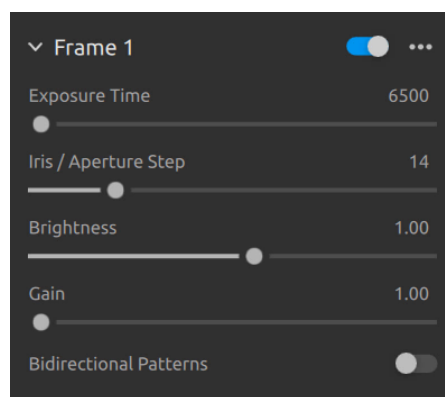 Frame 1
Exposure Time 6500
Iris / Aperture Step 14
Brightness 1.00
Gain 1.00
Bidirectional Patterns